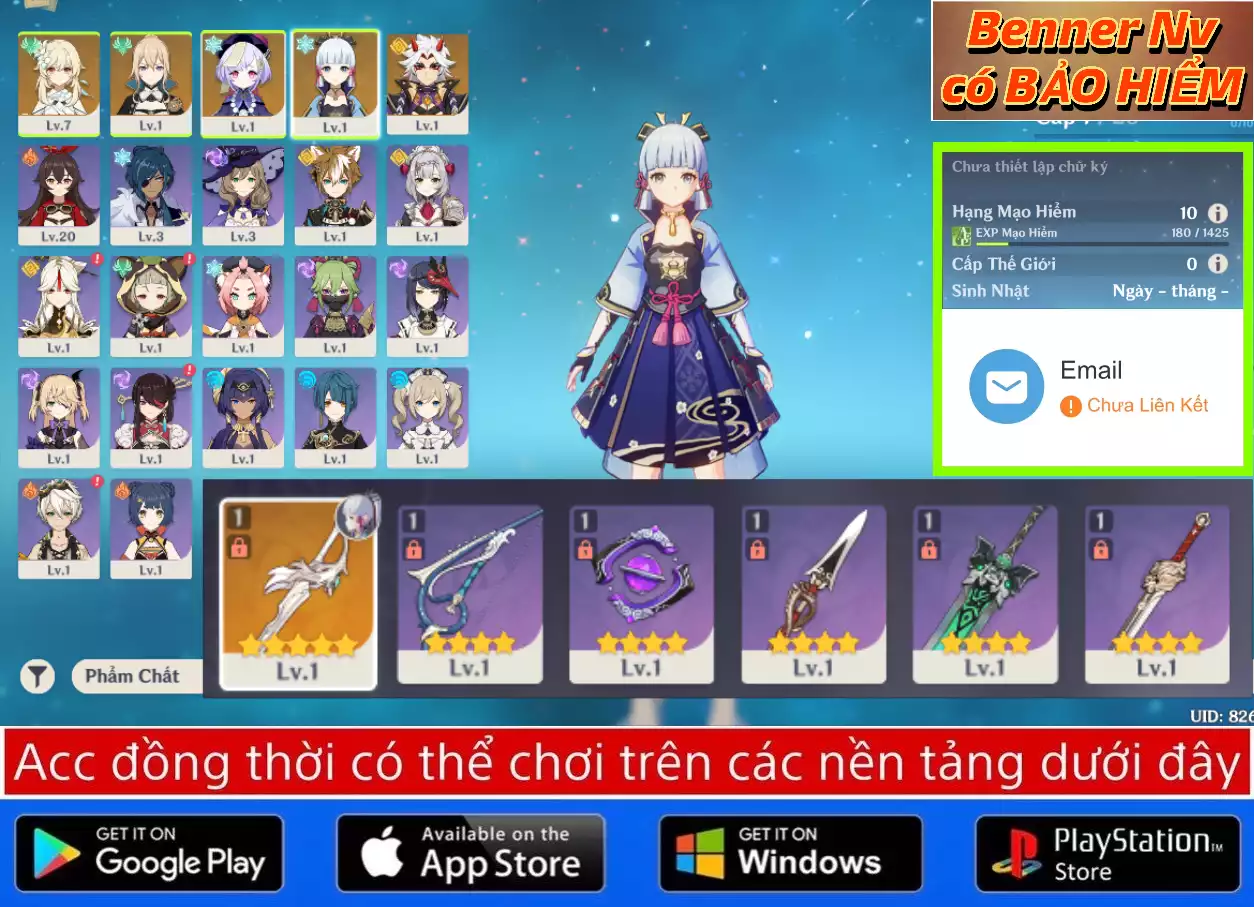 Benner Nv
có BẢO HIỂM
Lv.7
Lv.1
Lv.1
Lv.1
Lv.1
Lv.20
Lv.3
Lv.3
Lv.1
Lv.1
Lv.1
Lv.1
Lv.1
Lv.1
Lv.1
Lv.1
Lv.1
Lv.1
Lv.1
Lv.1
Lv.1
Lv.1
Chưa thiết lập chữ ký
Hạng Mạo Hiểm 10
EXP Mạo Hiểm 180 / 1425
Cấp Thế Giới 0
Sinh Nhật Ngày - tháng -
Email
Chưa Liên Kết
1 1 1 1 1 1
Lv.1 Lv.1 Lv.1 Lv.1 Lv.1 Lv.1
Phẩm Chất
UID: 826
Acc đồng thời có thể chơi trên các nền tảng dưới đây
GET IT ON
Google Play
Available on the
App Store
GET IT ON
Windows
PlayStation™
Store